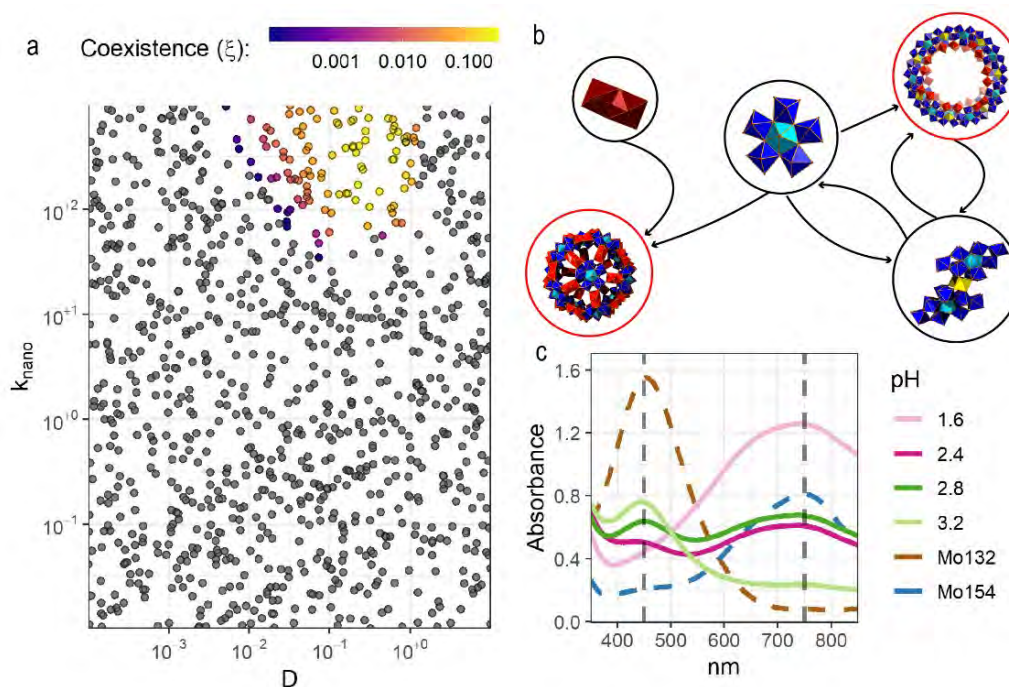 a
Coexistence (ξ):
0.001 0.010 0.100
k_nano
10⁺²
10⁺¹
10⁺⁰
10⁻¹
10⁻³ 10⁻² 10⁻¹ 10⁺⁰
D
b
c
Absorbance
1.6
1.2
0.8
0.4
0.0
400 500 600 700 800
nm
pH
1.6
2.4
2.8
3.2
Mo132
Mo154